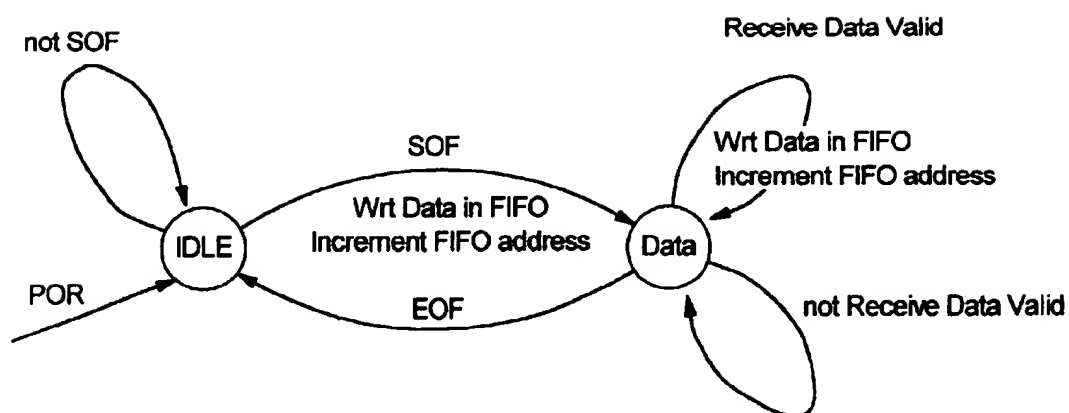 Receive Data Valid
not SOF
SOF
Wrt Data in FIFO
Increment FIFO address
Wrt Data in FIFO
Increment FIFO address
IDLE
Data
POR
EOF
not Receive Data Valid